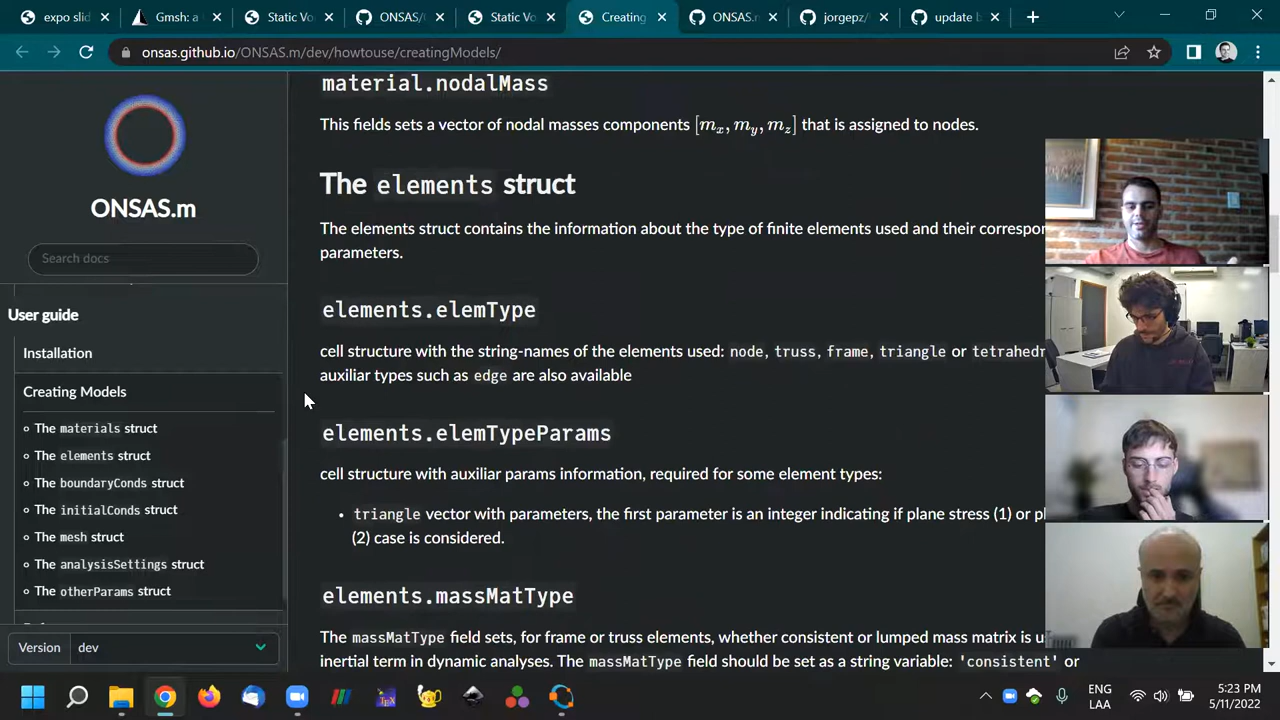 expo slid
Gmsh: a
Static Vo
ONSAS/
Static Vo
Creating
ONSAS.m
jorgepz/
update b
onsas.github.io/ONSAS.m/dev/howtouse/creatingModels/
ONSAS.m
Search docs
User guide
Installation
Creating Models
The materials struct
The elements struct
The boundaryConds struct
The initialConds struct
The mesh struct
The analysisSettings struct
The otherParams struct
Version dev
material.nodalMass
This fields sets a vector of nodal masses components [mx, my, mz] that is assigned to nodes.
The elements struct
The elements struct contains the information about the type of finite elements used and their correspon
parameters.
elements.elemType
cell structure with the string-names of the elements used: node, truss, frame, triangle or tetrahedr
auxiliar types such as edge are also available
elements.elemTypeParams
cell structure with auxiliar params information, required for some element types:
• triangle vector with parameters, the first parameter is an integer indicating if plane stress (1) or pl
(2) case is considered.
elements.massMatType
The massMatType field sets, for frame or truss elements, whether consistent or lumped mass matrix is u
inertial term in dynamic analyses. The massMatType field should be set as a string variable: 'consistent' or
ENG
LAA
5:23 PM
5/11/2022